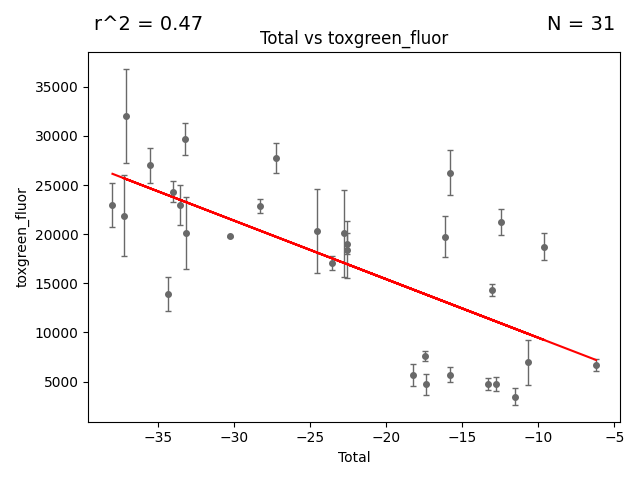 r^2 = 0.47
N = 31
Total vs toxgreen_fluor
35000
30000
25000
20000
15000
10000
5000
toxgreen_fluor
−35
−30
−25
−20
−15
−10
−5
Total